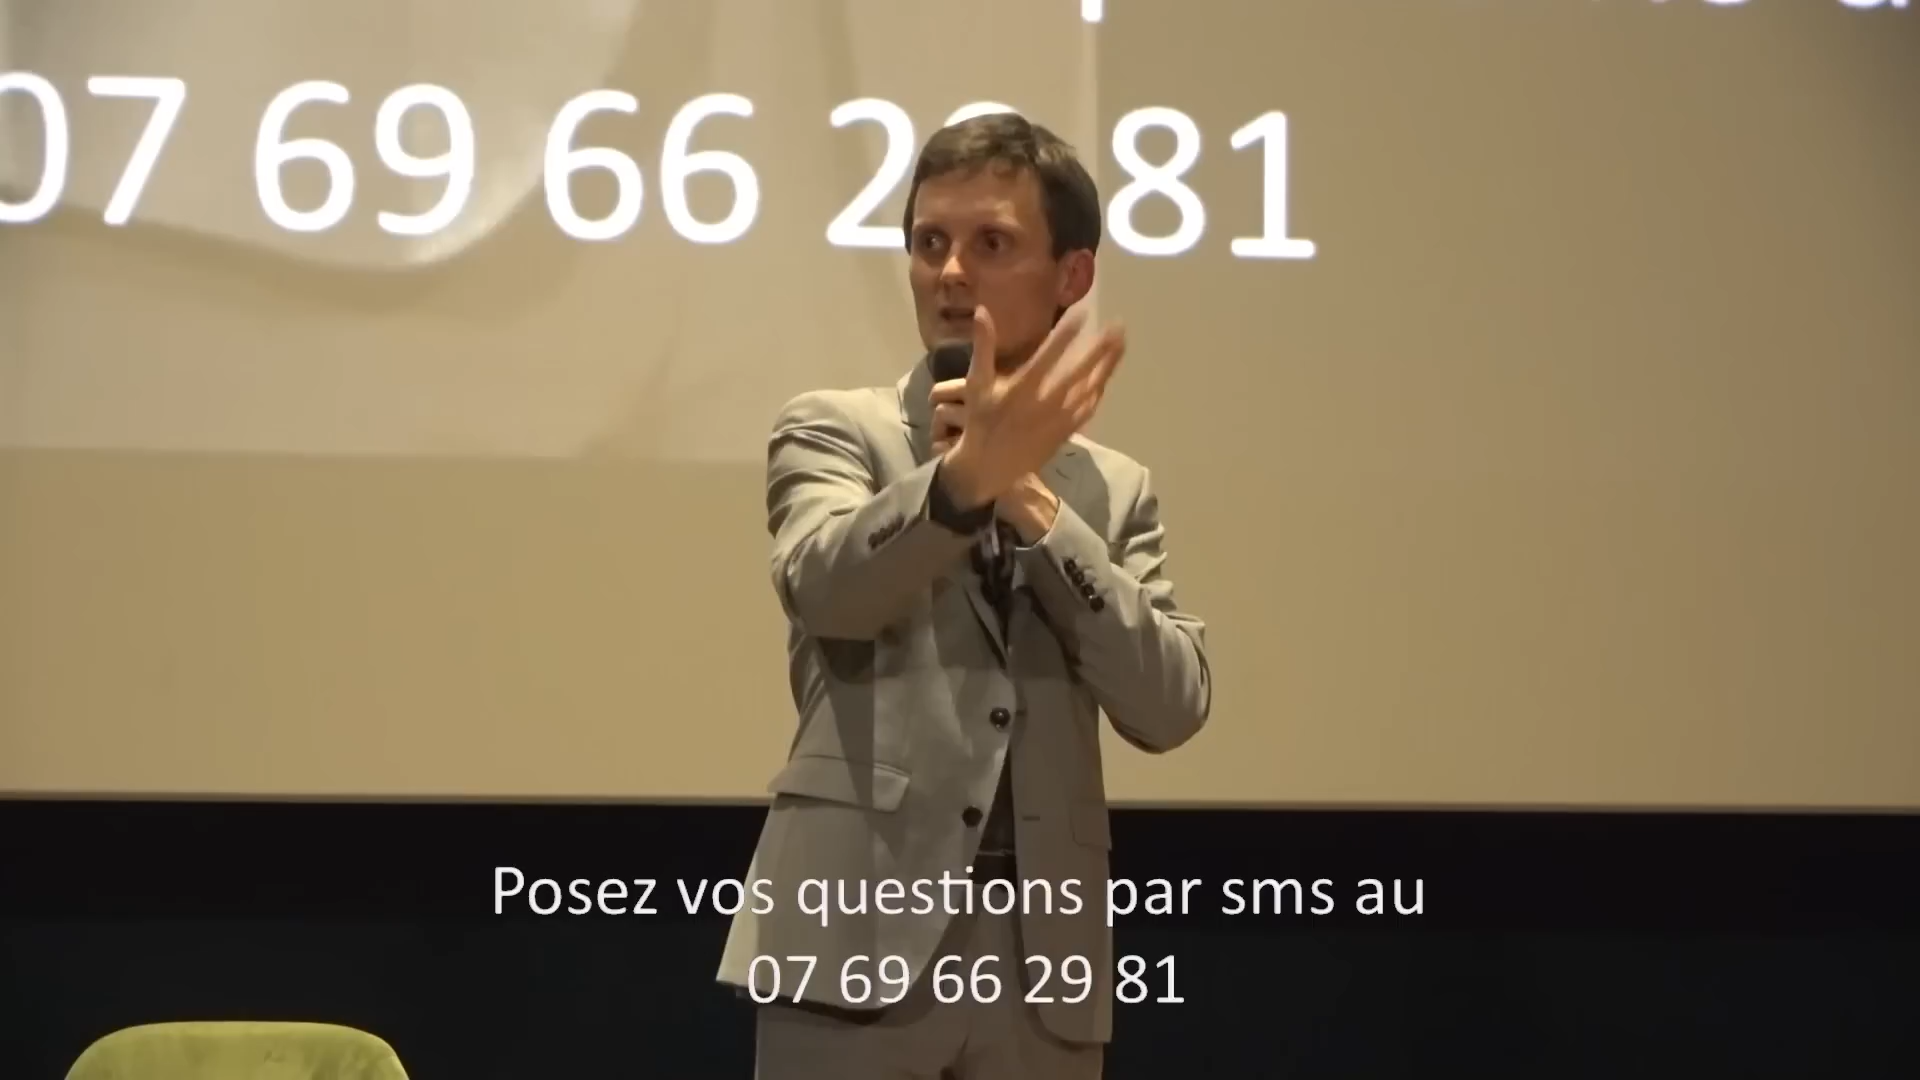 07 69 66 2 81
Posez vos questions par sms au
07 69 66 29 81